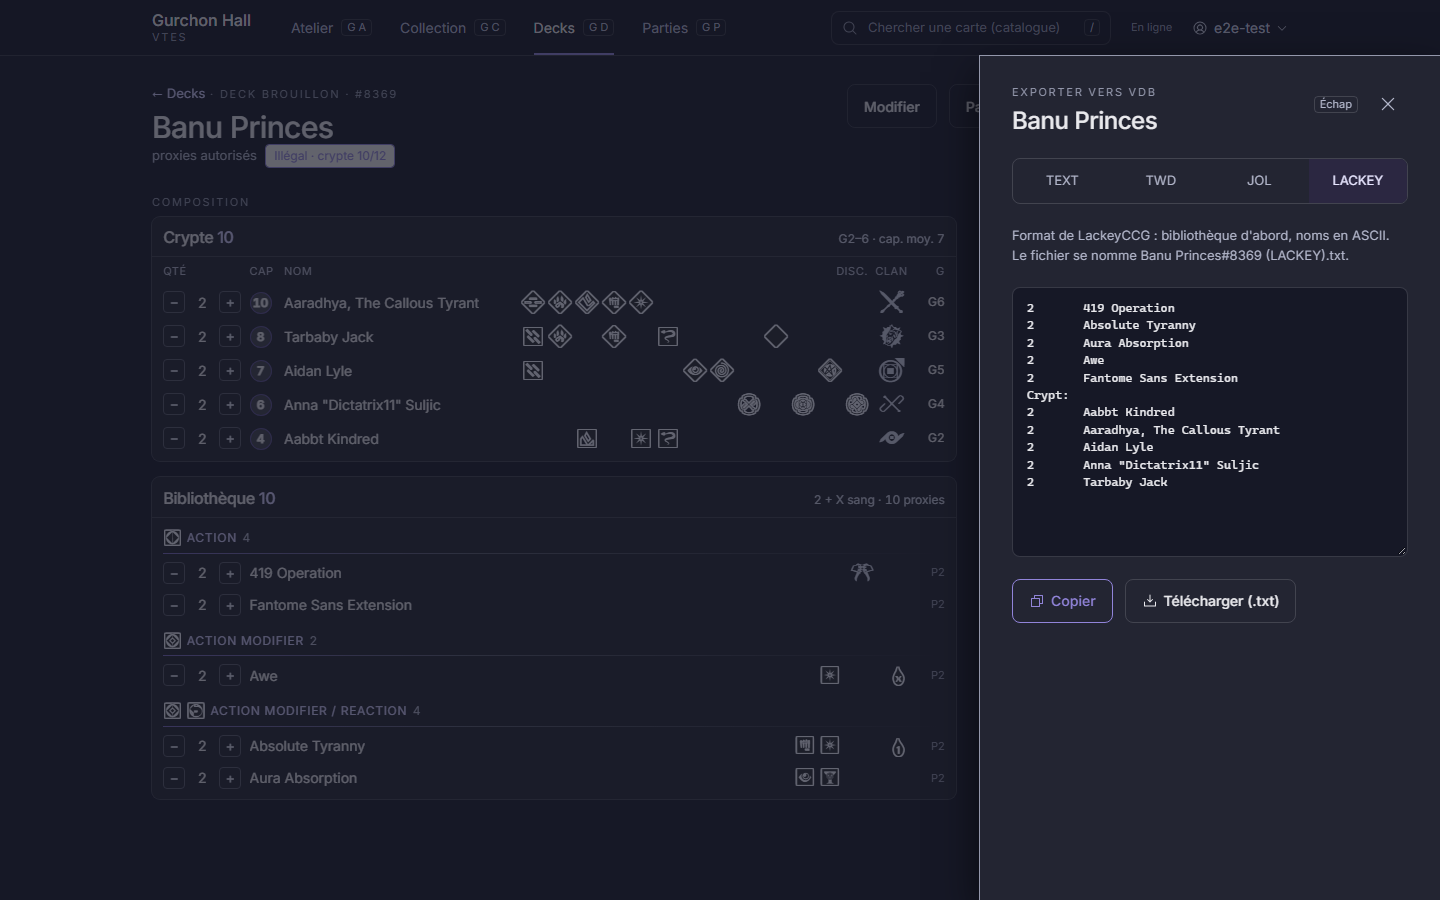 Gurchon Hall
VTES
Atelier G A
Collection G C
Decks G D
Parties G P
Chercher une carte (catalogue) /
En ligne
e2e-test
← Decks · DECK BROUILLON · #8369
Banu Princes
proxies autorisés Illégal · crypte 10/12
Modifier
Pa
COMPOSITION
Crypte 10
G2–6 · cap. moy. 7
QTÉ CAP NOM DISC. CLAN G
− 2 + 10 Aaradhya, The Callous Tyrant G6
− 2 + 8 Tarbaby Jack G3
− 2 + 7 Aidan Lyle G5
− 2 + 6 Anna "Dictatrix11" Suljic G4
− 2 + 4 Aabbt Kindred G2
Bibliothèque 10
2 + X sang · 10 proxies
ACTION 4
− 2 + 419 Operation P2
− 2 + Fantome Sans Extension P2
ACTION MODIFIER 2
− 2 + Awe X P2
ACTION MODIFIER / REACTION 4
− 2 + Absolute Tyranny 1 P2
− 2 + Aura Absorption P2
EXPORTER VERS VDB
Banu Princes
Échap
TEXT TWD JOL LACKEY
Format de LackeyCCG : bibliothèque d'abord, noms en ASCII.
Le fichier se nomme Banu Princes#8369 (LACKEY).txt.
2 419 Operation
2 Absolute Tyranny
2 Aura Absorption
2 Awe
2 Fantome Sans Extension
Crypt:
2 Aabbt Kindred
2 Aaradhya, The Callous Tyrant
2 Aidan Lyle
2 Anna "Dictatrix11" Suljic
2 Tarbaby Jack
Copier
Télécharger (.txt)